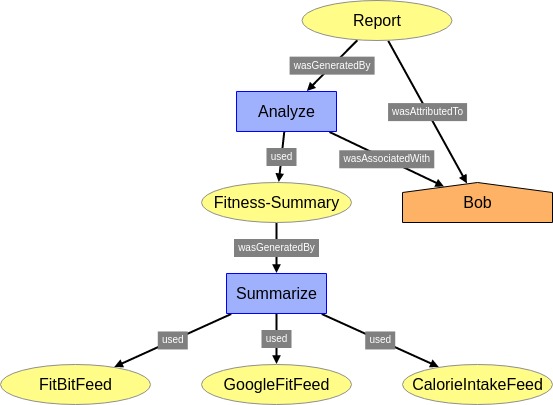 Report
wasGeneratedBy
Analyze
wasAttributedTo
used
wasAssociatedWith
Fitness-Summary
Bob
wasGeneratedBy
Summarize
used
used
used
FitBitFeed
GoogleFitFeed
CalorieIntakeFeed